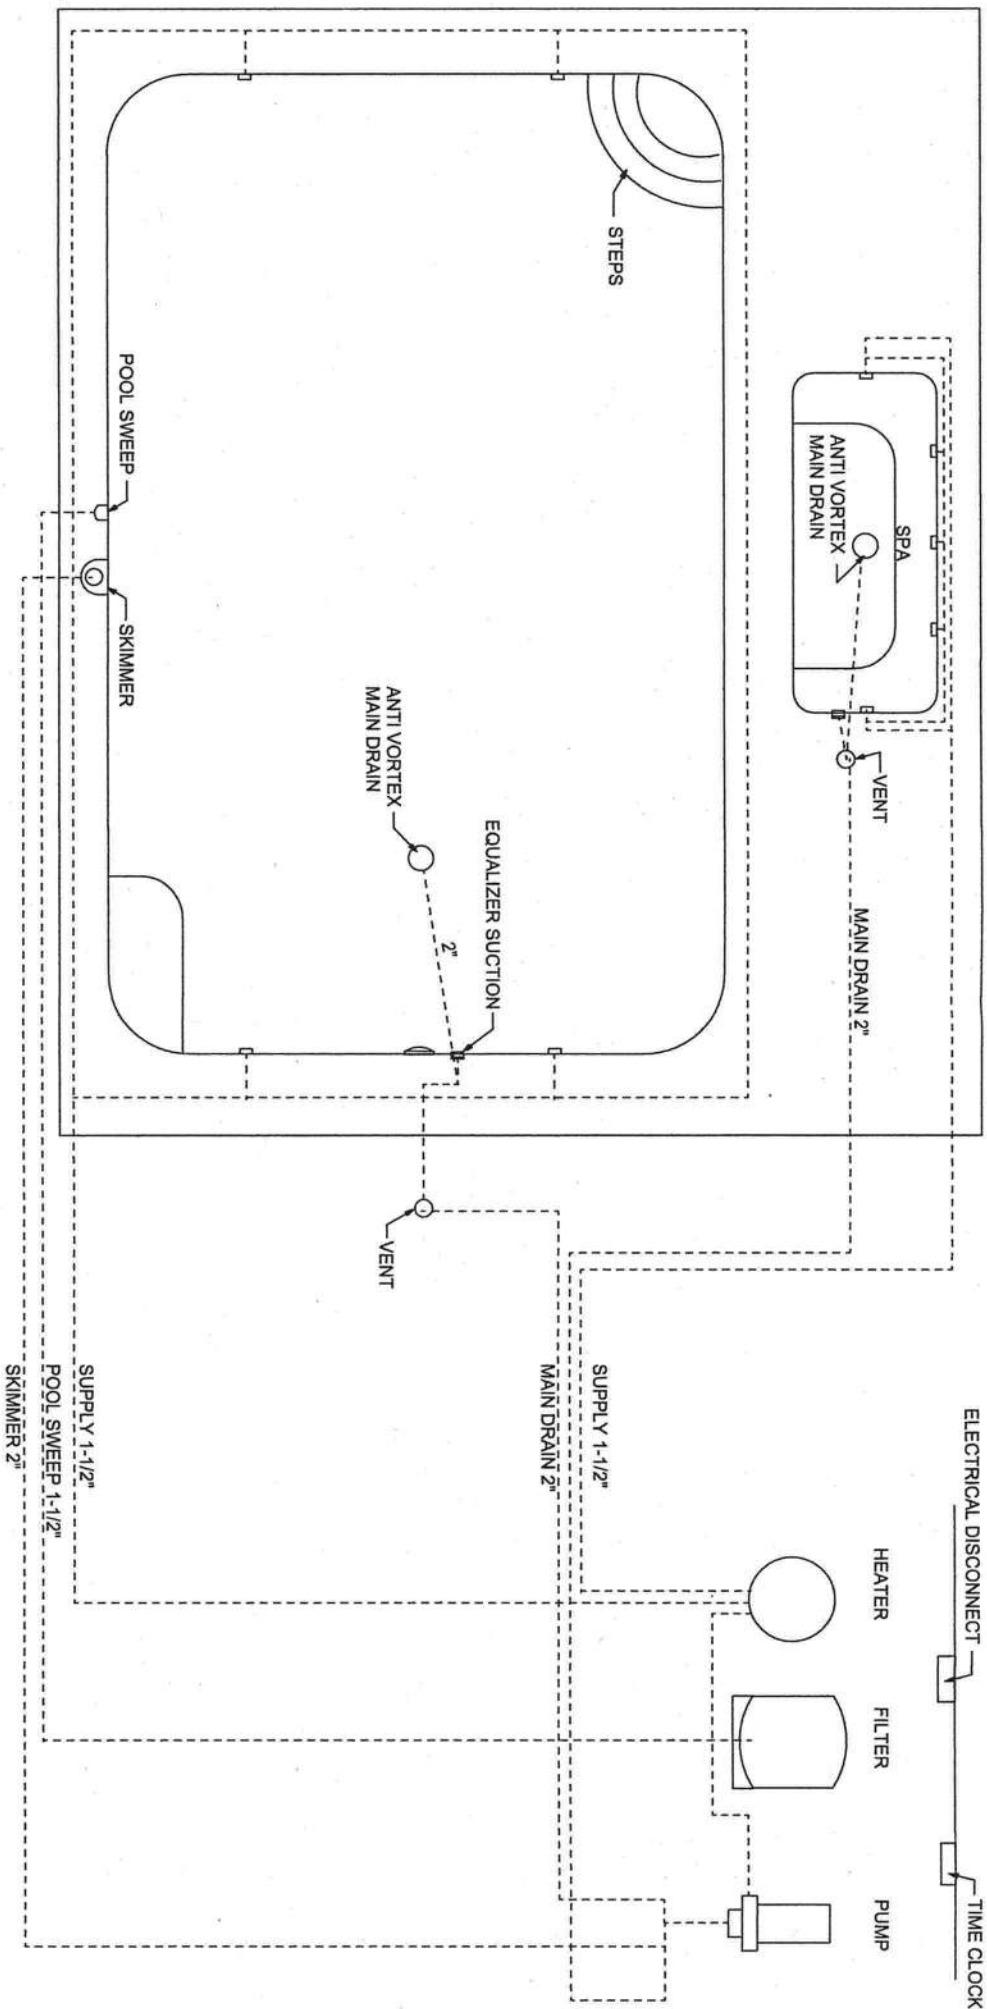 ELECTRICAL DISCONNECT
TIME CLOCK
HEATER
FILTER
PUMP
SPA
ANTI VORTEX
MAIN DRAIN
VENT
MAIN DRAIN 2"
STEPS
SUPPLY 1-1/2"
MAIN DRAIN 2"
EQUALIZER SUCTION
2"
ANTI VORTEX
MAIN DRAIN
VENT
POOL SWEEP
SKIMMER
SUPPLY 1-1/2"
POOL SWEEP 1-1/2"
SKIMMER 2"